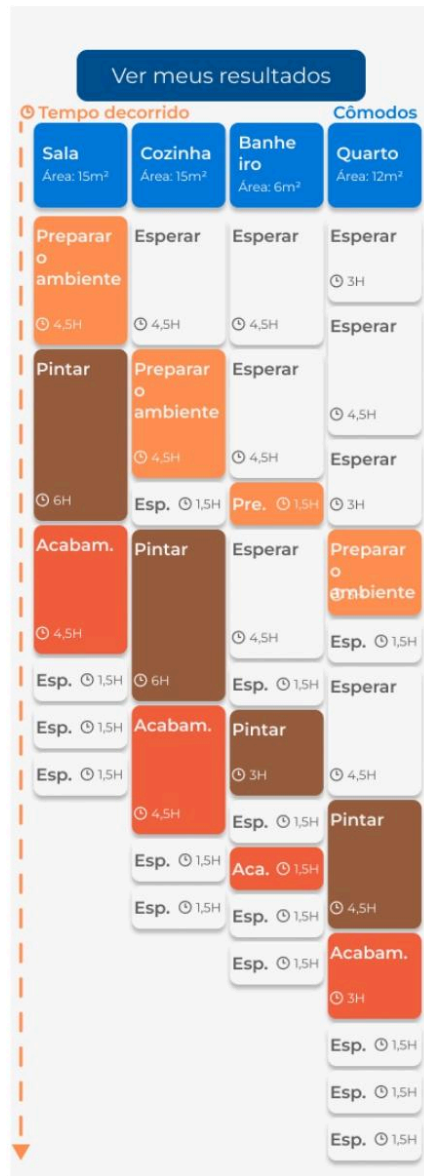 Ver meus resultados
Tempo decorrido
Cômodos
Sala
Área: 15m²
Cozinha
Área: 15m²
Banhe
iro
Área: 6m²
Quarto
Área: 12m²
Preparar
o
ambiente
4,5H
Pintar
6H
Acabam.
4,5H
Esp. 1,5H
Esp. 1,5H
Esp. 1,5H
Esperar
4,5H
Preparar
o
ambiente
4,5H
Esp. 1,5H
Pintar
6H
Acabam.
4,5H
Esp. 1,5H
Esp. 1,5H
Esperar
4,5H
Esperar
4,5H
Pre. 1,5H
Esperar
4,5H
Esp. 1,5H
Pintar
3H
Esp. 1,5H
Aca. 1,5H
Esp. 1,5H
Esp. 1,5H
Esperar
3H
Esperar
4,5H
Esperar
3H
Preparar
o
ambiente
3H
Esp. 1,5H
Esperar
4,5H
Pintar
4,5H
Acabam.
3H
Esp. 1,5H
Esp. 1,5H
Esp. 1,5H